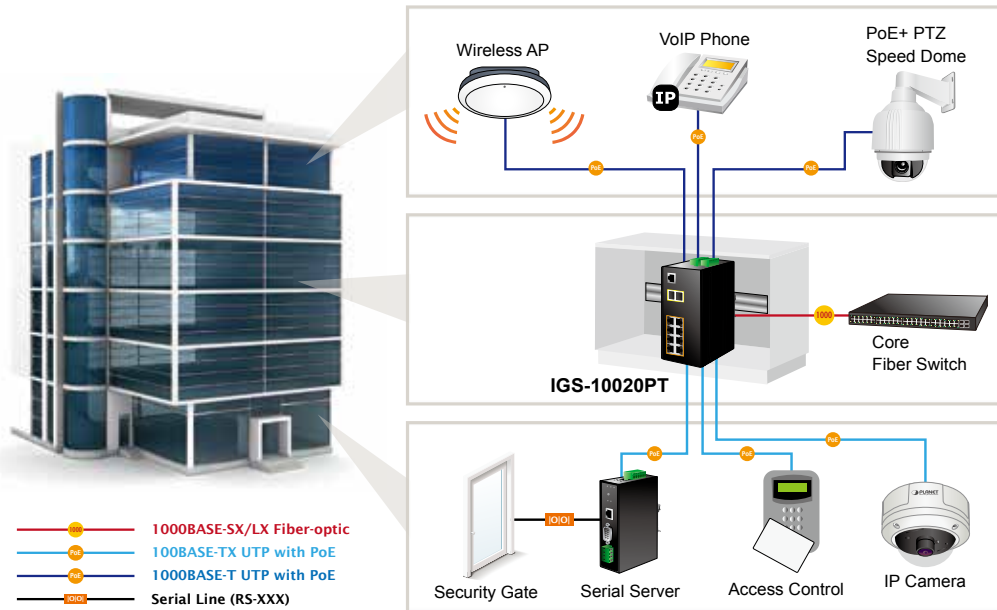 Wireless AP
VoIP Phone
PoE+ PTZ
Speed Dome
IP
PoE
PoE
PoE
1000
Core
Fiber Switch
IGS-10020PT
PoE
PoE
PoE
PLANET
|O|O|
Security Gate
Serial Server
Access Control
IP Camera
1000
1000BASE-SX/LX Fiber-optic
PoE
100BASE-TX UTP with PoE
PoE
1000BASE-T UTP with PoE
|O|O|
Serial Line (RS-XXX)